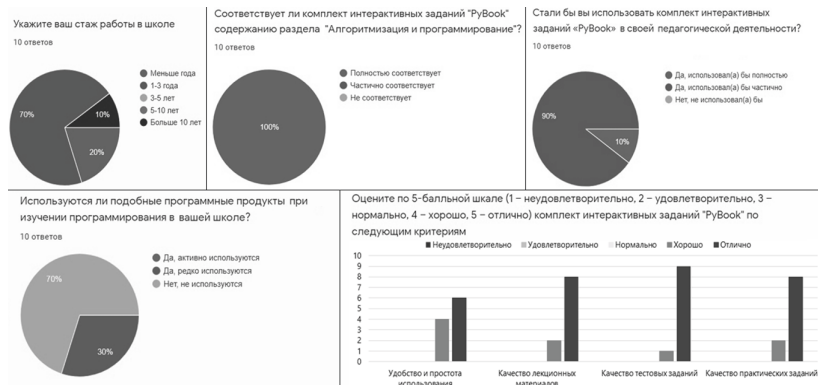 Укажите ваш стаж работы в школе
10 ответов
Меньше года
1-3 года
3-5 лет
5-10 лет
Больше 10 лет
70%
10%
20%
Соответствует ли комплект интерактивных заданий "PyBook"
содержанию раздела "Алгоритмизация и программирование"?
10 ответов
Полностью соответствует
Частично соответствует
Не соответствует
100%
Стали бы вы использовать комплект интерактивных
заданий «PyBook» в своей педагогической деятельности?
10 ответов
Да, использовал(а) бы полностью
Да, использовал(а) бы частично
Нет, не использовал(а) бы
90%
10%
Используются ли подобные программные продукты при
изучении программирования в вашей школе?
10 ответов
Да, активно используются
Да, редко используются
Нет, не используются
70%
30%
Оцените по 5-балльной шкале (1 – неудовлетворительно, 2 – удовлетворительно, 3 –
нормально, 4 – хорошо, 5 – отлично) комплект интерактивных заданий "PyBook" по
следующим критериям
Неудовлетворительно Удовлетворительно Нормально Хорошо Отлично
10
9
8
7
6
5
4
3
2
1
0
Удобство и простота
использования
Качество лекционных
материалов
Качество тестовых заданий
Качество практических заданий